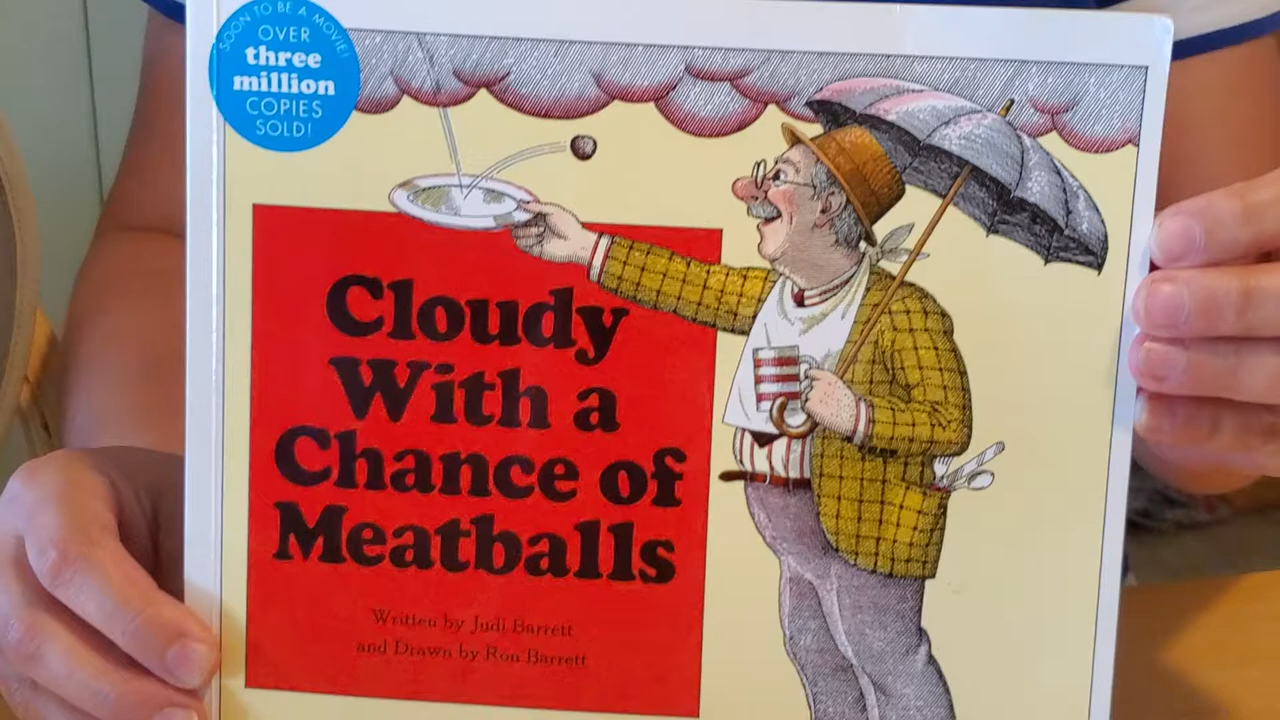 SOON TO BE A MOVIE!
OVER
three
million
COPIES
SOLD!
Cloudy
With a
Chance of
Meatballs
Written by Judi Barrett
and Drawn by Ron Barrett